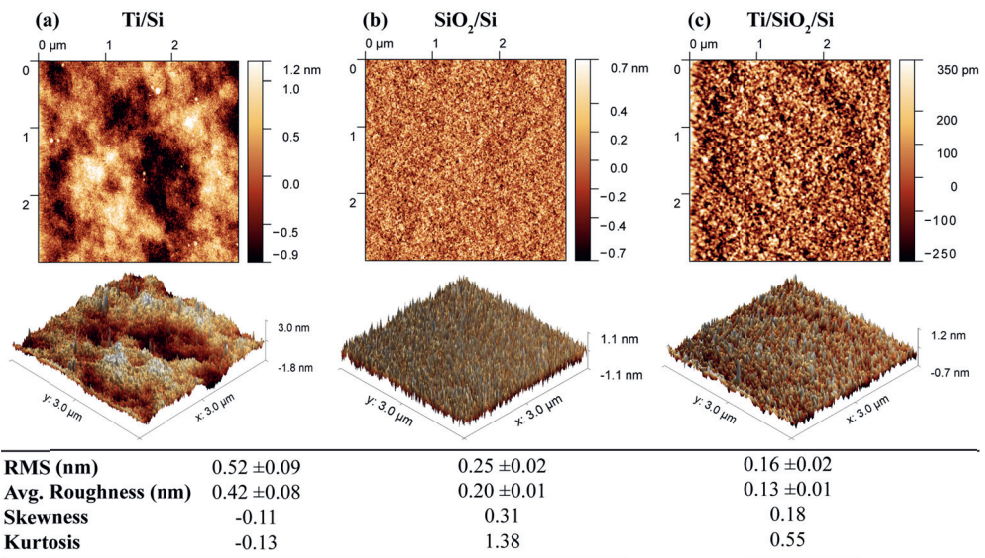 (a) Ti/Si (b) SiO₂/Si (c) Ti/SiO₂/Si
0 µm 1 2 0 µm 1 2 0 µm 1 2
0 1.2 nm 0 0.7 nm 0 350 pm
1.0
0.4 200
0.5
1 0.2 1 100
0.0 0.0 0
2 −0.2 2 −100
−0.5 −0.4
−0.9 −0.7 −250
3.0 nm 1.1 nm 1.2 nm
−1.8 nm −1.1 nm −0.7 nm
y: 3.0 µm x: 3.0 µm y: 3.0 µm x: 3.0 µm y: 3.0 µm x: 3.0 µm
RMS (nm) 0.52 ±0.09 0.25 ±0.02 0.16 ±0.02
Avg. Roughness (nm) 0.42 ±0.08 0.20 ±0.01 0.13 ±0.01
Skewness -0.11 0.31 0.18
Kurtosis -0.13 1.38 0.55